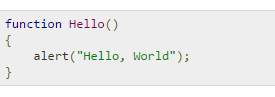 function Hello()
{
    alert("Hello, World");
}